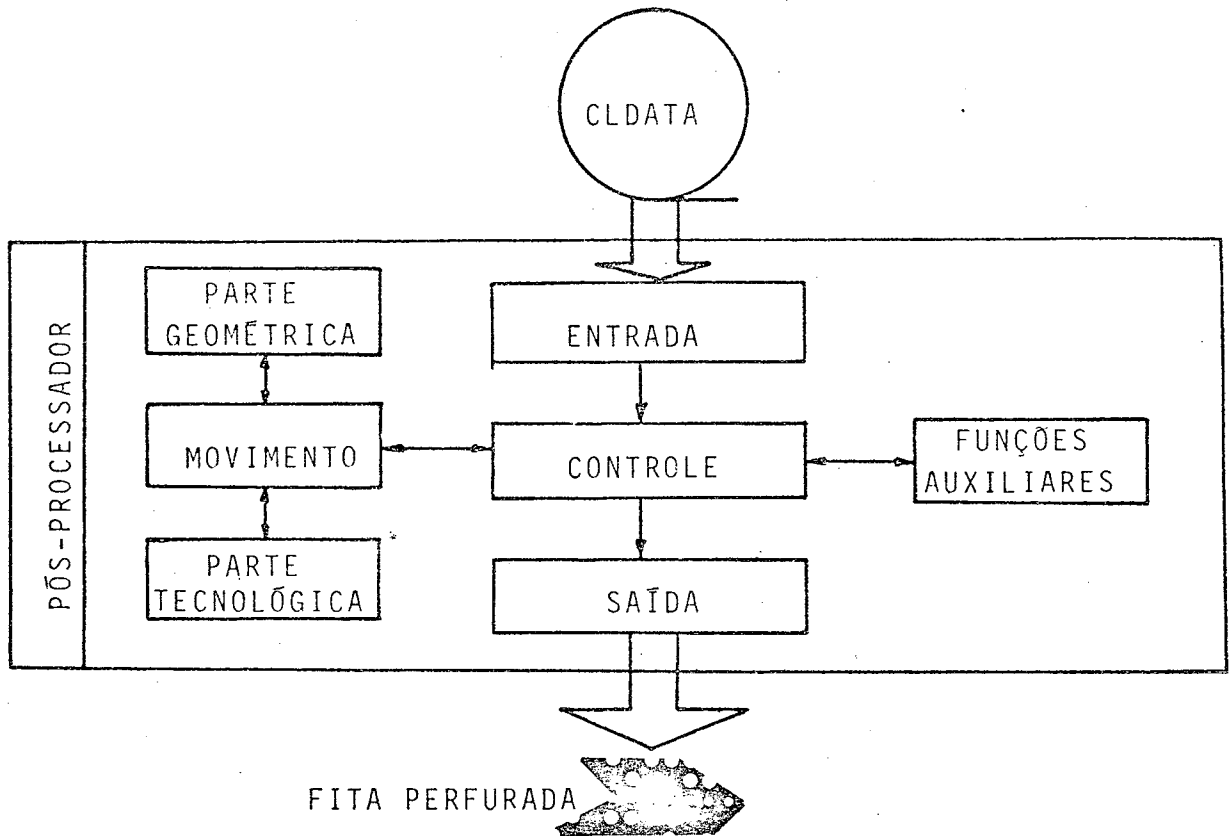 CLDATA
PÓS-PROCESSADOR
PARTE
GEOMÉTRICA
ENTRADA
MOVIMENTO
CONTROLE
FUNÇÕES
AUXILIARES
PARTE
TECNOLÓGICA
SAÍDA
FITA PERFURADA